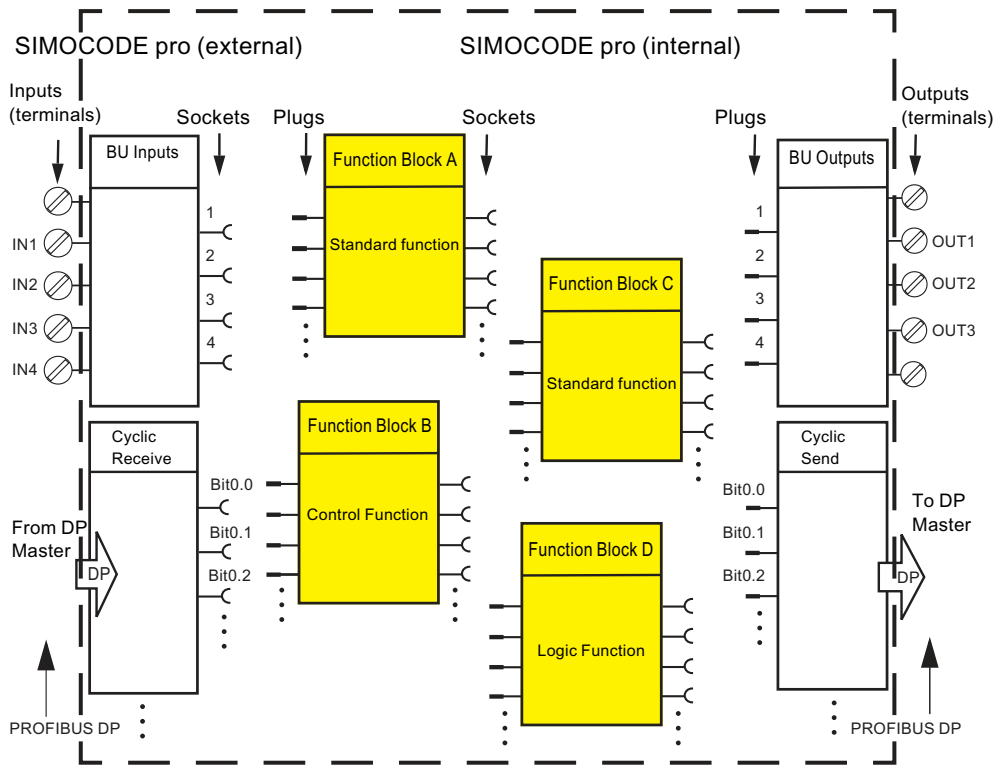 SIMOCODE pro (external)
SIMOCODE pro (internal)
Inputs
(terminals)
Sockets
Plugs
Sockets
Plugs
Outputs
(terminals)
BU Inputs
1
2
3
4
IN1
IN2
IN3
IN4
Function Block A
Standard function
Function Block C
Standard function
BU Outputs
1
2
3
4
OUT1
OUT2
OUT3
Cyclic
Receive
Bit0.0
Bit0.1
Bit0.2
From DP
Master
DP
PROFIBUS DP
Function Block B
Control Function
Function Block D
Logic Function
Cyclic
Send
Bit0.0
Bit0.1
Bit0.2
To DP
Master
DP
PROFIBUS DP